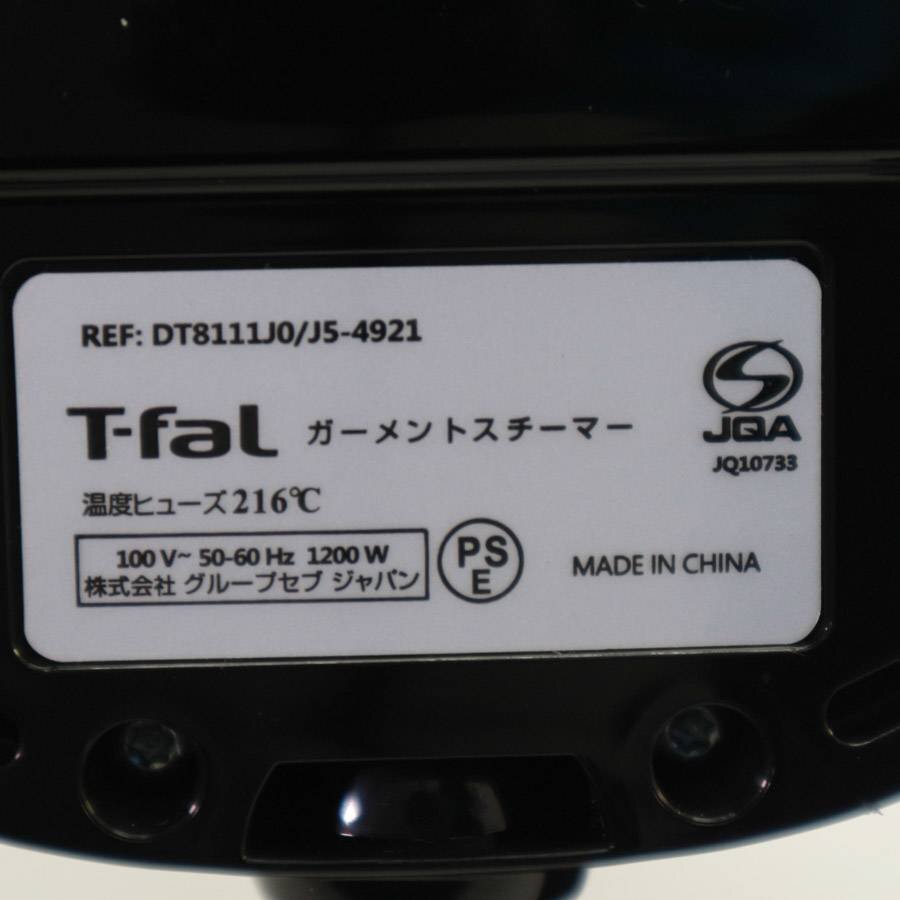 REF: DT8111J0/J5-4921
T-fal ガーメントスチーマー
JQA
JQ10733
温度ヒューズ216℃
100 V~ 50-60 Hz 1200 W
株式会社 グループセブ ジャパン
PS
E
MADE IN CHINA